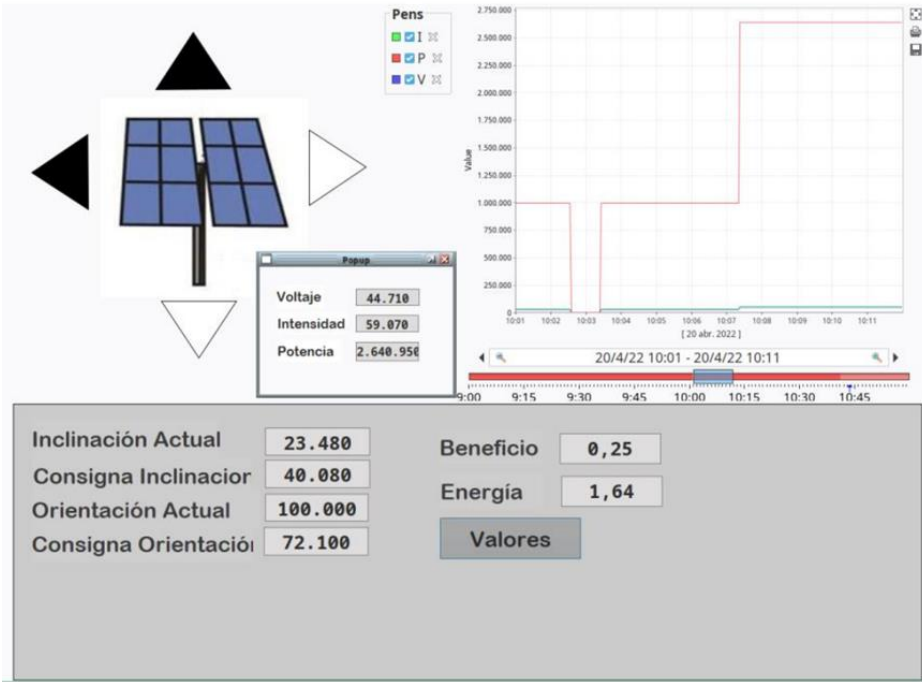 Pens
I
P
V
2.750.000
2.500.000
2.250.000
2.000.000
1.750.000
1.500.000
1.250.000
1.000.000
750.000
500.000
250.000
0
Value
10:01 10:02 10:03 10:04 10:05 10:06 10:07 10:08 10:09 10:10 10:11
[ 20 abr. 2022 ]
20/4/22 10:01 - 20/4/22 10:11
9:00 9:15 9:30 9:45 10:00 10:15 10:30 10:45
Popup
Voltaje 44.710
Intensidad 59.070
Potencia 2.640.950
Inclinación Actual 23.480
Consigna Inclinacior 40.080
Orientación Actual 100.000
Consigna Orientación 72.100
Beneficio 0,25
Energía 1,64
Valores